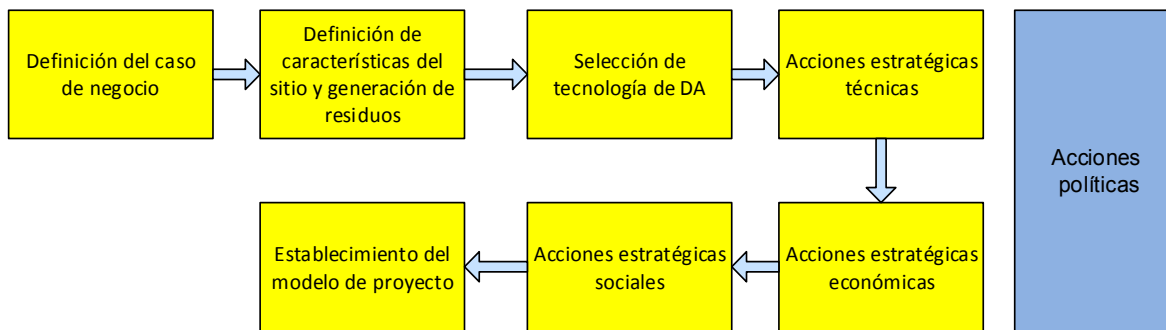 Definición del caso
de negocio
Definición de
características del
sitio y generación de
residuos
Selección de
tecnología de DA
Acciones estratégicas
técnicas
Acciones
políticas
Establecimiento del
modelo de proyecto
Acciones estratégicas
sociales
Acciones estratégicas
económicas